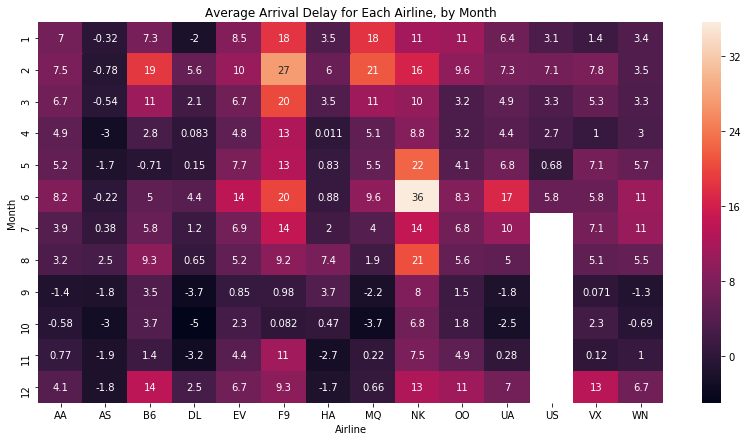 Average Arrival Delay for Each Airline, by Month
1 7 -0.32 7.3 -2 8.5 18 3.5 18 11 11 6.4 3.1 1.4 3.4
2 7.5 -0.78 19 5.6 10 27 6 21 16 9.6 7.3 7.1 7.8 3.5
3 6.7 -0.54 11 2.1 6.7 20 3.5 11 10 3.2 4.9 3.3 5.3 3.3
4 4.9 -3 2.8 0.083 4.8 13 0.011 5.1 8.8 3.2 4.4 2.7 1 3
5 5.2 -1.7 -0.71 0.15 7.7 13 0.83 5.5 22 4.1 6.8 0.68 7.1 5.7
6 8.2 -0.22 5 4.4 14 20 0.88 9.6 36 8.3 17 5.8 5.8 11
Month
7 3.9 0.38 5.8 1.2 6.9 14 2 4 14 6.8 10 7.1 11
8 3.2 2.5 9.3 0.65 5.2 9.2 7.4 1.9 21 5.6 5 5.1 5.5
9 -1.4 -1.8 3.5 -3.7 0.85 0.98 3.7 -2.2 8 1.5 -1.8 0.071 -1.3
10 -0.58 -3 3.7 -5 2.3 0.082 0.47 -3.7 6.8 1.8 -2.5 2.3 -0.69
11 0.77 -1.9 1.4 -3.2 4.4 11 -2.7 0.22 7.5 4.9 0.28 0.12 1
12 4.1 -1.8 14 2.5 6.7 9.3 -1.7 0.66 13 11 7 13 6.7
AA AS B6 DL EV F9 HA MQ NK OO UA US VX WN
Airline
32
24
16
8
0